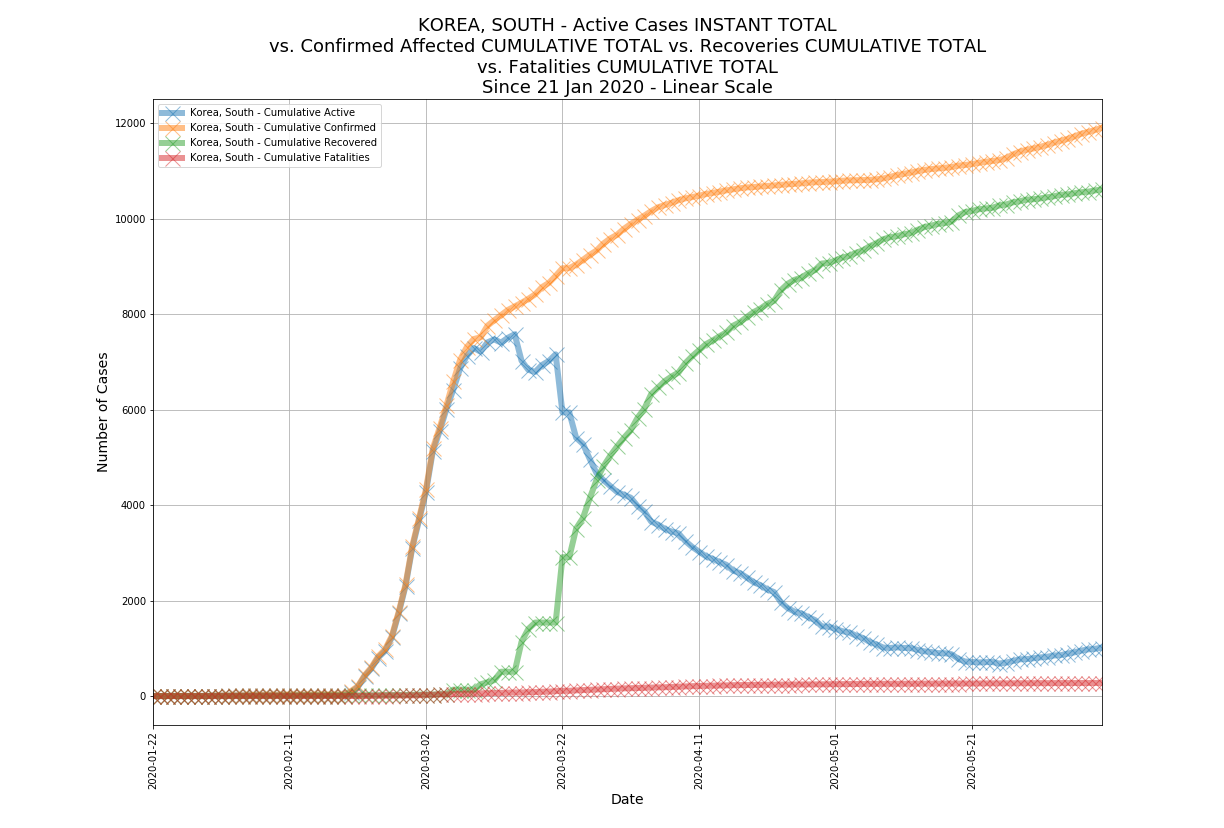 KOREA, SOUTH - Active Cases INSTANT TOTAL
vs. Confirmed Affected CUMULATIVE TOTAL vs. Recoveries CUMULATIVE TOTAL
vs. Fatalities CUMULATIVE TOTAL
Since 21 Jan 2020 - Linear Scale
Korea, South - Cumulative Active
Korea, South - Cumulative Confirmed
Korea, South - Cumulative Recovered
Korea, South - Cumulative Fatalities
Number of Cases
12000
10000
8000
6000
4000
2000
0
2020-01-22
2020-02-11
2020-03-02
2020-03-22
2020-04-11
2020-05-01
2020-05-21
Date